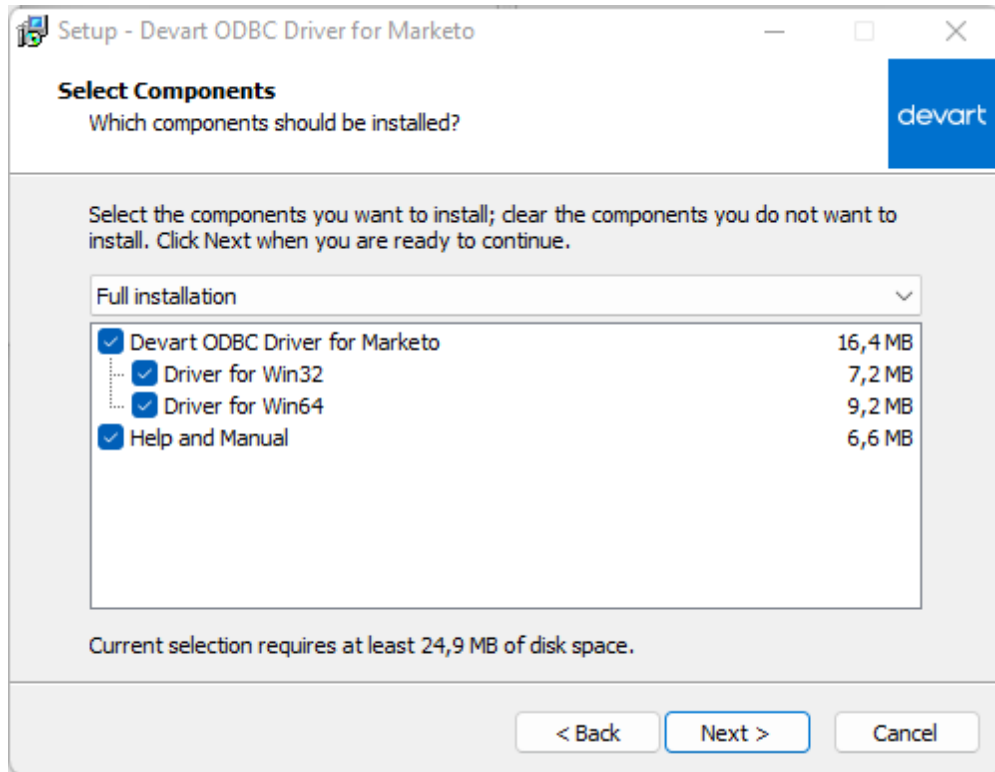 Setup - Devart ODBC Driver for Marketo
Select Components
Which components should be installed?
devart
Select the components you want to install; clear the components you do not want to
install. Click Next when you are ready to continue.
Full installation
Devart ODBC Driver for Marketo 16,4 MB
Driver for Win32 7,2 MB
Driver for Win64 9,2 MB
Help and Manual 6,6 MB
Current selection requires at least 24,9 MB of disk space.
< Back Next > Cancel